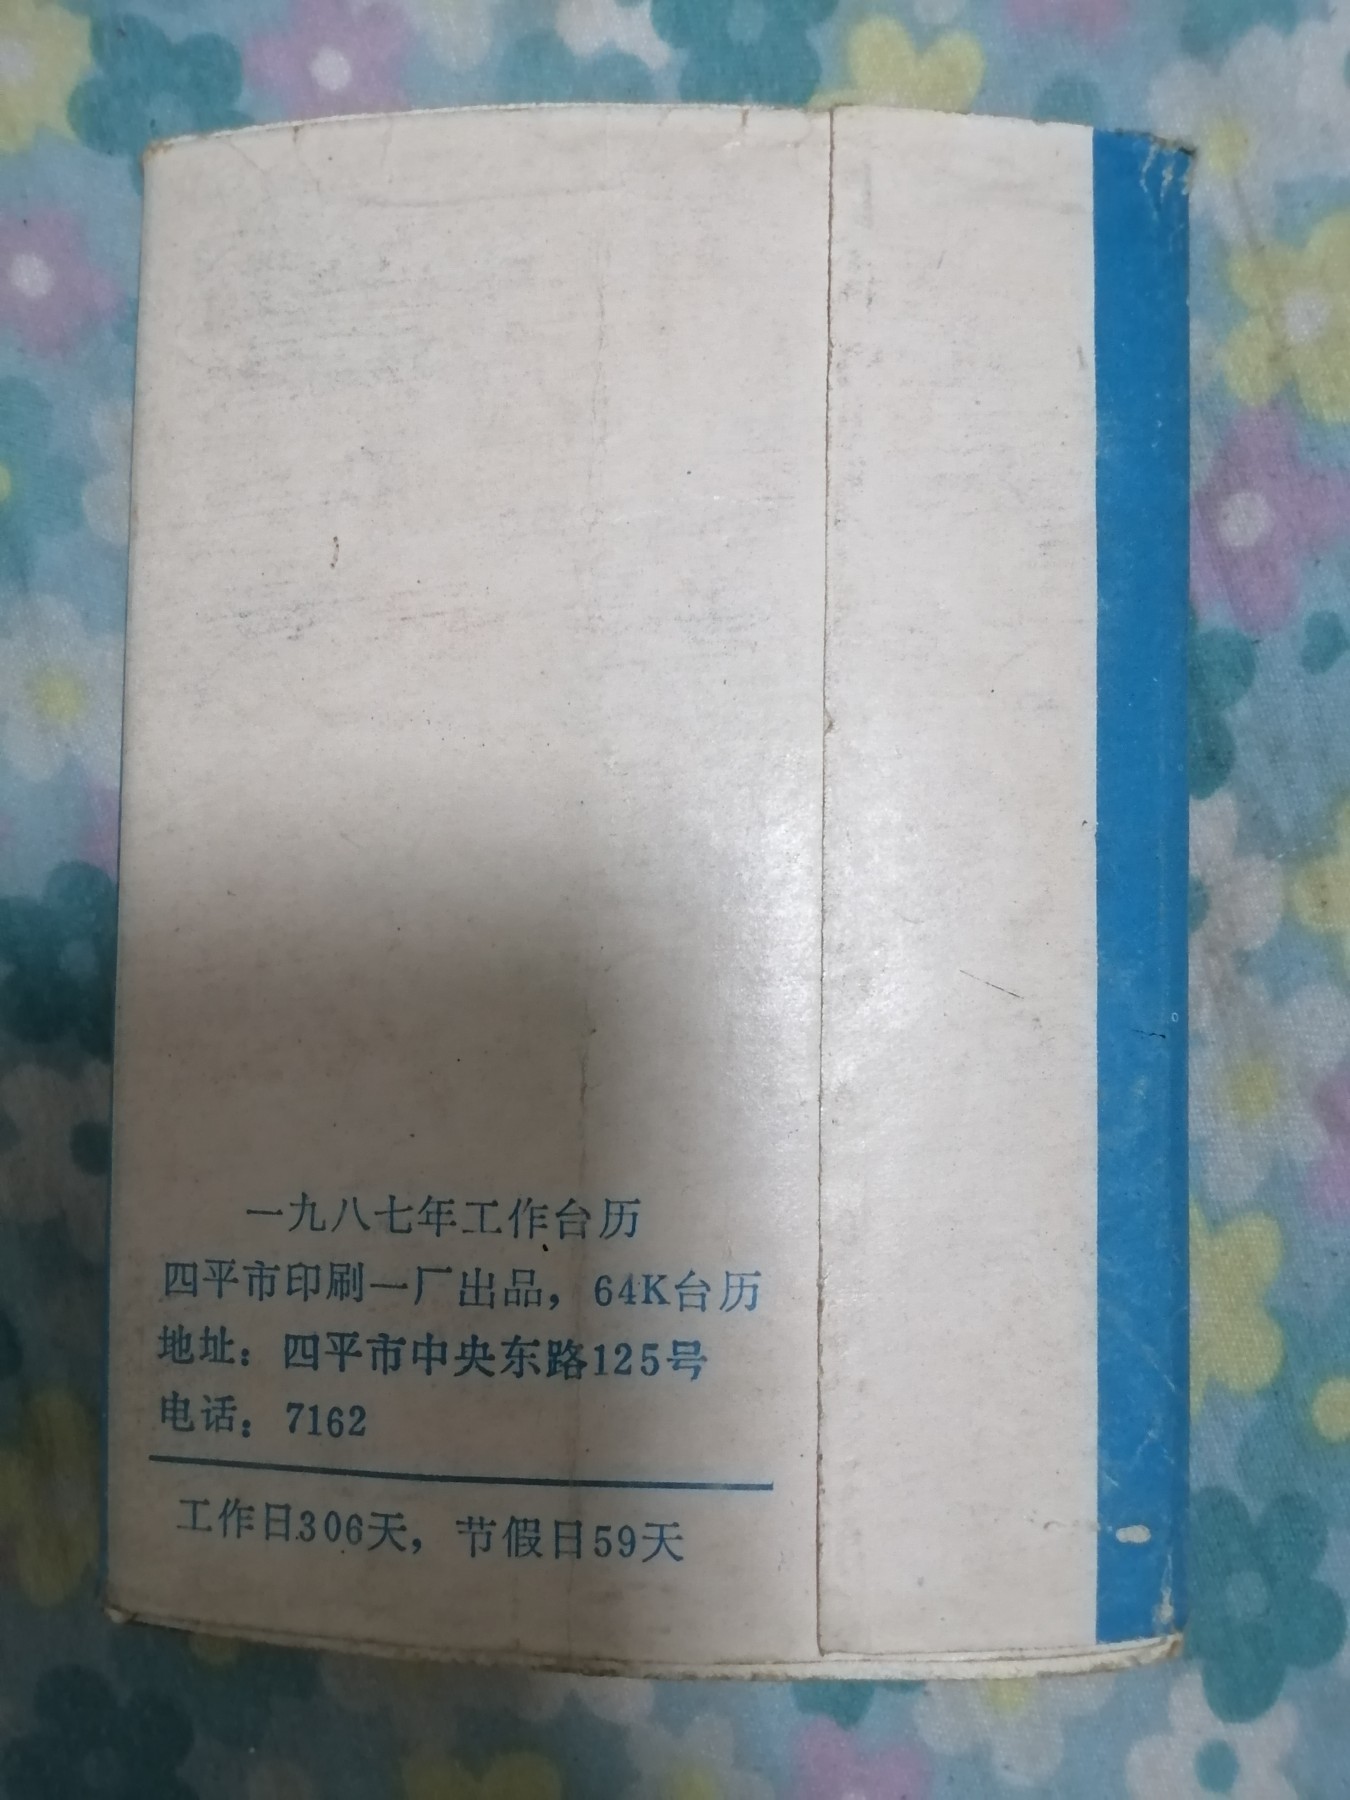 一九八七年工作台历
四平市印刷一厂出品，64K台历
地址：四平市中央东路125号
电话：7162
工作日306天，节假日59天